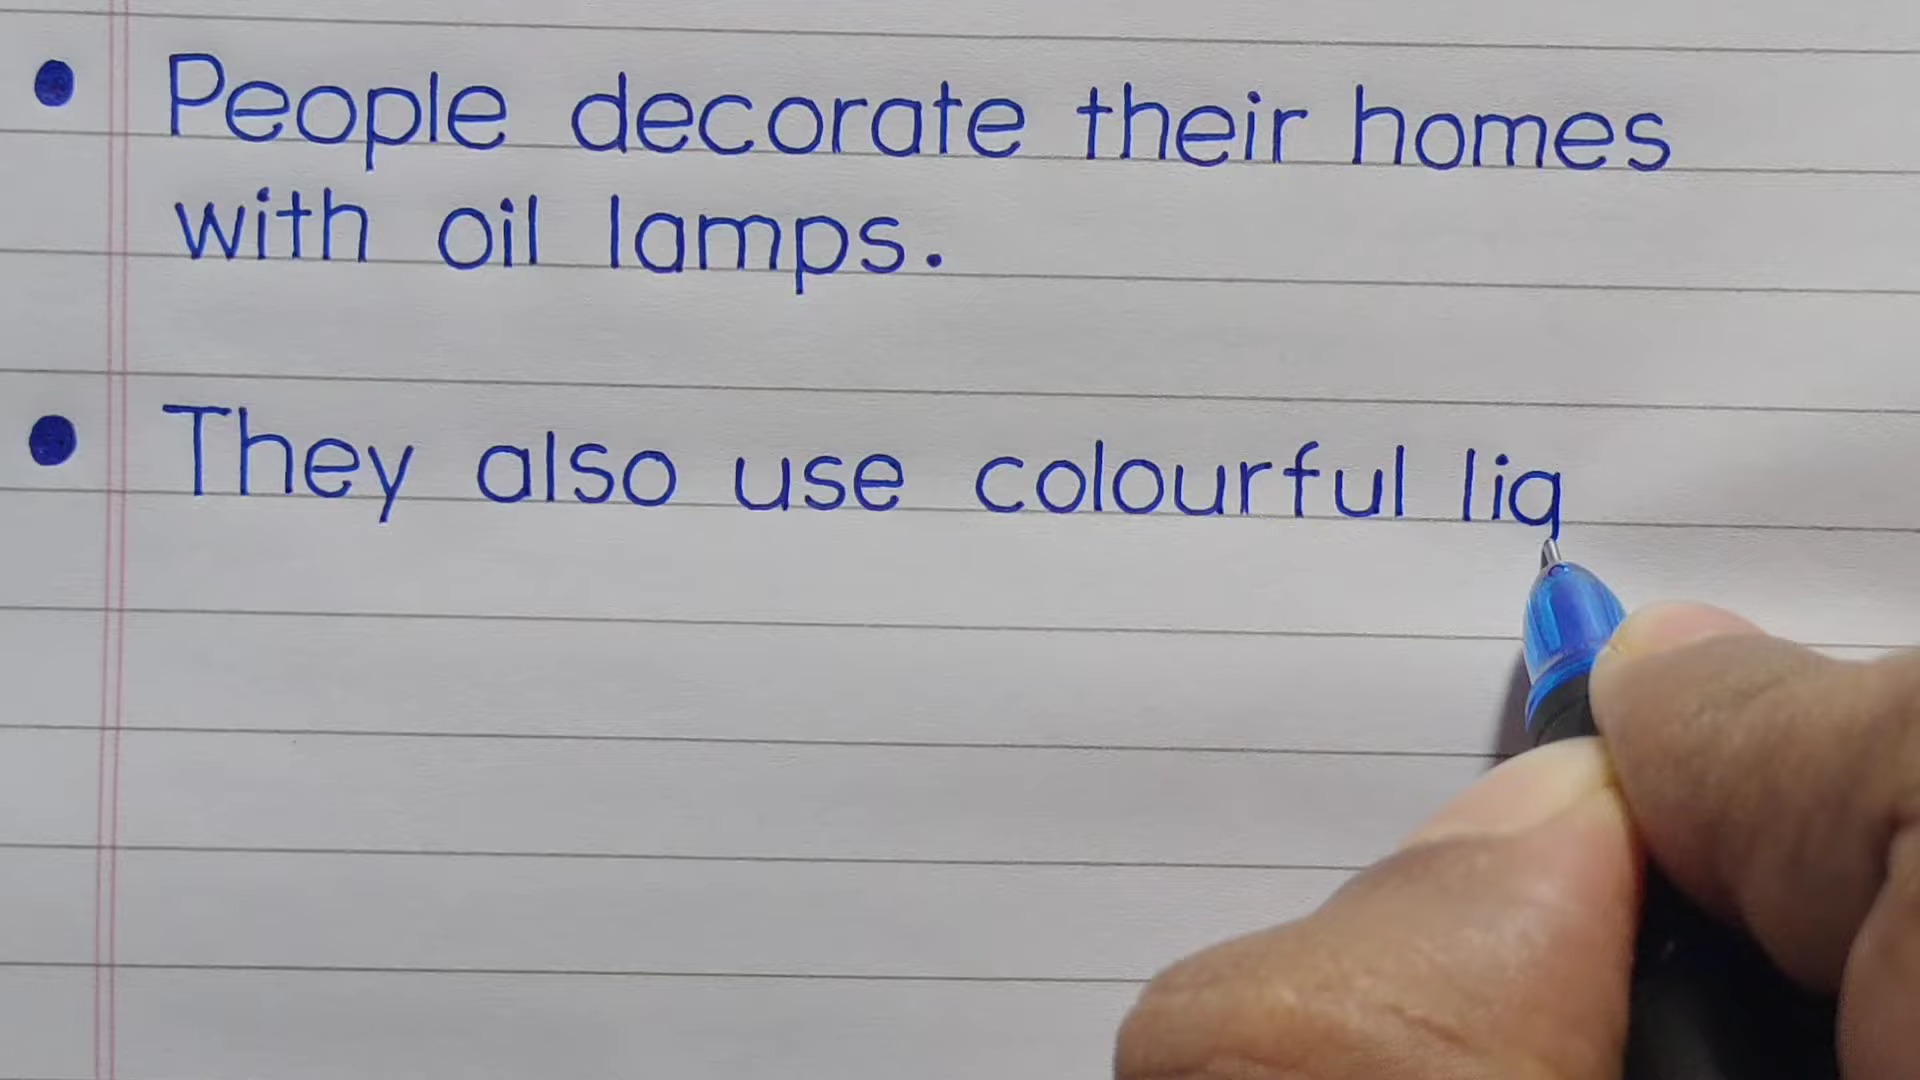 • People decorate their homes
with oil lamps.
• They also use colourful lig